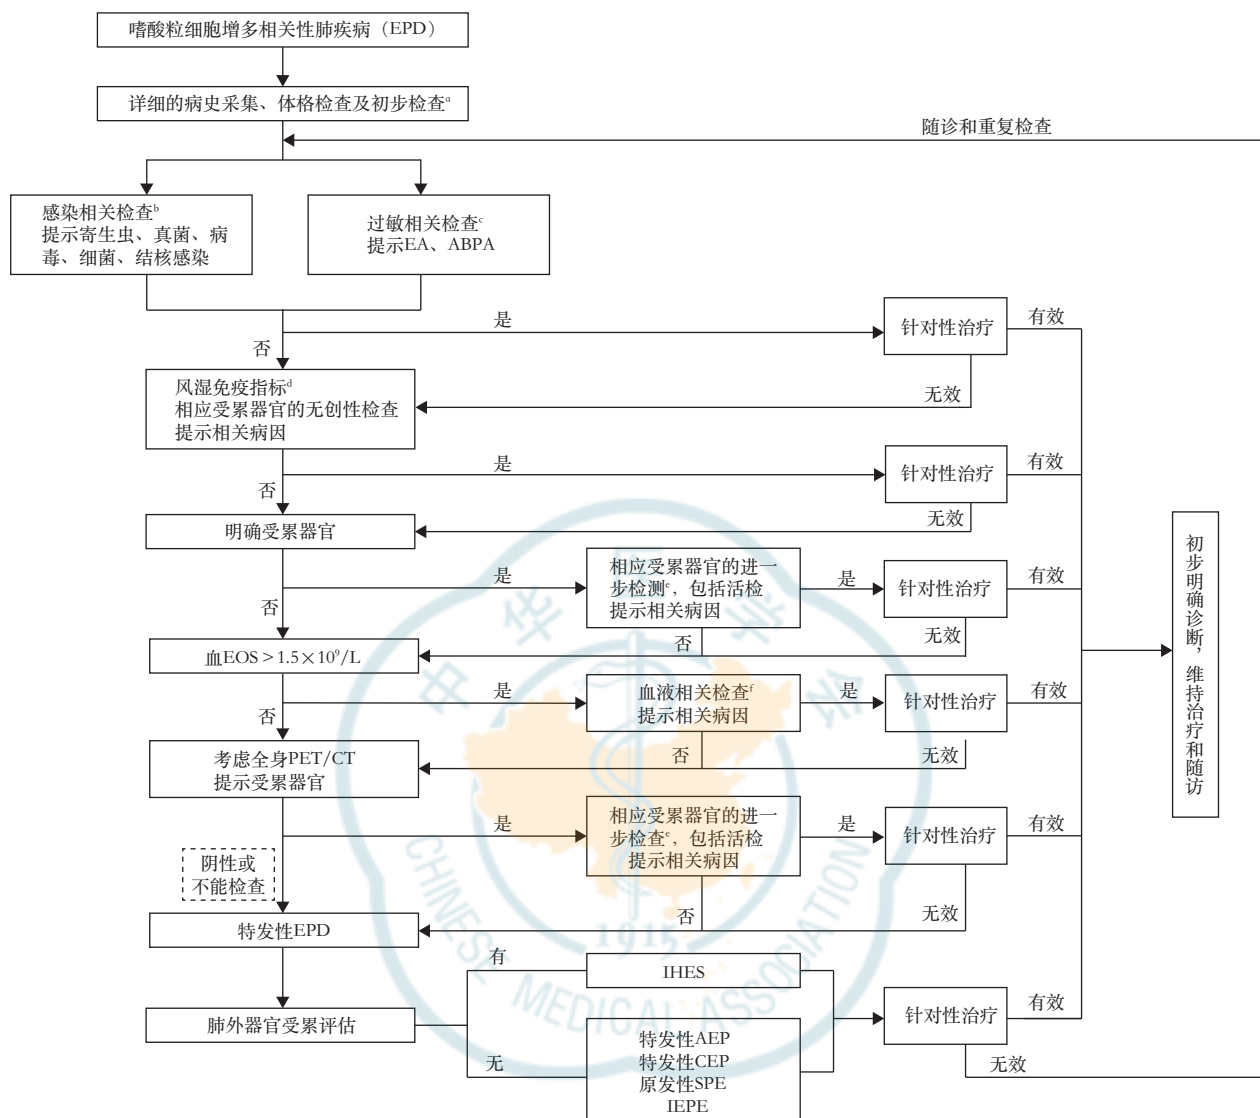 嗜酸粒细胞增多相关性肺疾病（EPD）
详细的病史采集、体格检查及初步检查a
随诊和重复检查
感染相关检查b
提示寄生虫、真菌、病
毒、细菌、结核感染
过敏相关检查c
提示EA、ABPA
是
针对性治疗
有效
否
无效
风湿免疫指标d
相应受累器官的无创性检查
提示相关病因
是
针对性治疗
有效
否
无效
明确受累器官
是
相应受累器官的进一
步检测e，包括活检
提示相关病因
是
针对性治疗
有效
否
否
无效
血EOS＞1.5×10⁹/L
是
血液相关检查f
提示相关病因
是
针对性治疗
有效
否
否
无效
考虑全身PET/CT
提示受累器官
是
相应受累器官的进一
步检查e，包括活检
提示相关病因
是
针对性治疗
有效
阴性或
不能检查
否
无效
特发性EPD
肺外器官受累评估
有
IHES
无
特发性AEP
特发性CEP
原发性SPE
IEPE
针对性治疗
有效
无效
初步明确诊断，维持治疗和随访
中华医学会
CHINESE MEDICAL ASSOCIATION
1915